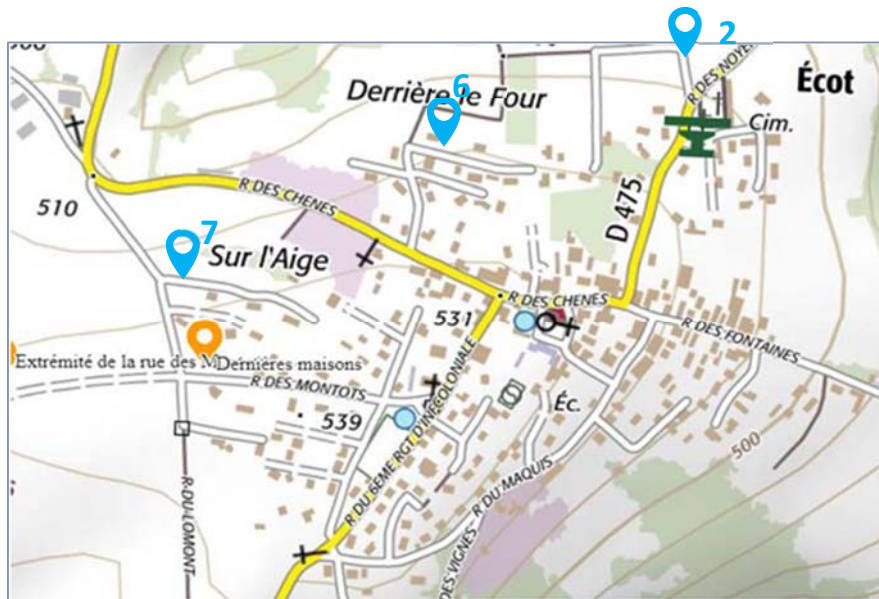 2
R DES NOYE
Écot
6
Derrière le Four
Cim.
R DES CHENES
D 475
510
7
Sur l'Aige
R DES CHENES
531
R DES FONTAINES
Extrémité de la rue des M
Dernières maisons
R DES MONTOTS
Éc.
539
R DU 6EME RGT D'INF COLONIALE
500
R DU MAQUIS
R DU LOMONT
DES VIGNES